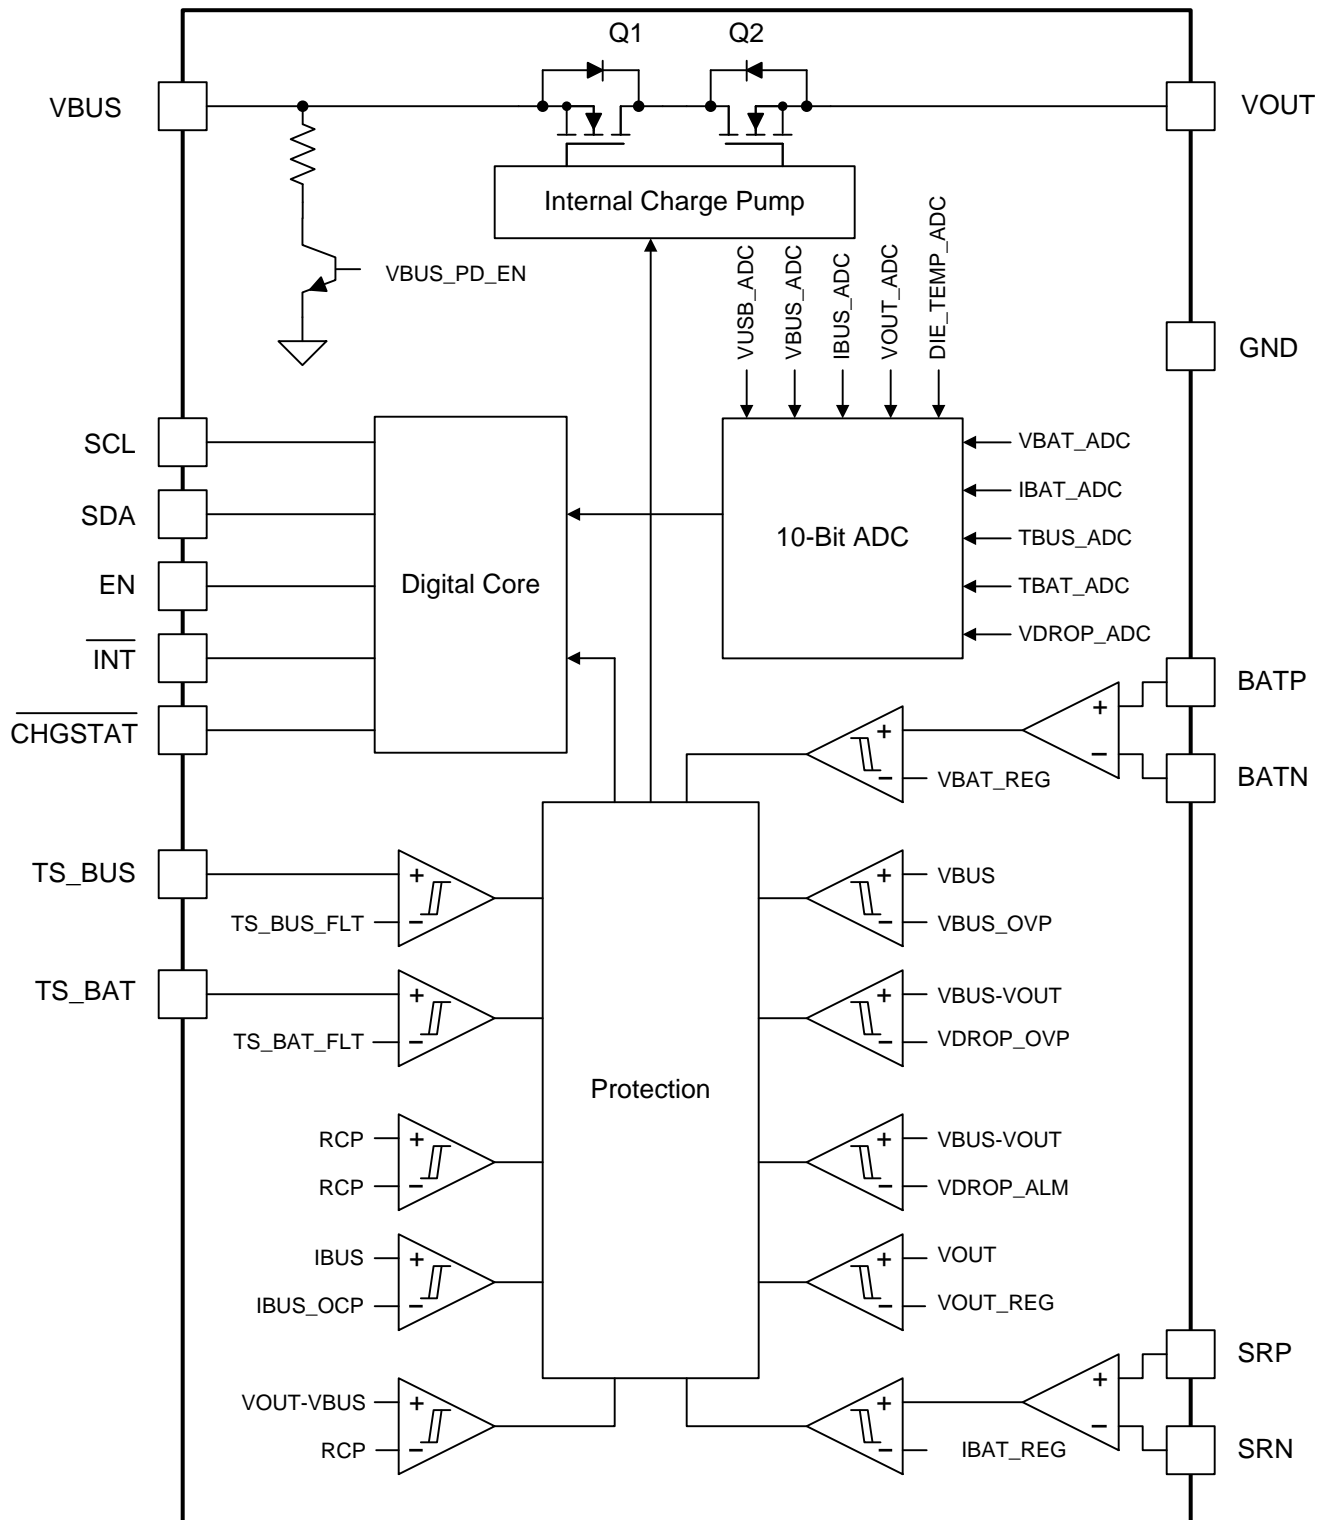 Q1
Q2
VBUS
VOUT
Internal Charge Pump
VBUS_PD_EN
VUSB_ADC
VBUS_ADC
IBUS_ADC
VOUT_ADC
DIE_TEMP_ADC
GND
SCL
SDA
EN
INT
CHGSTAT
Digital Core
10-Bit ADC
VBAT_ADC
IBAT_ADC
TBUS_ADC
TBAT_ADC
VDROP_ADC
BATP
BATN
+
−
+
−
VBAT_REG
TS_BUS
+
−
TS_BUS_FLT
TS_BAT
+
−
TS_BAT_FLT
RCP
+
−
RCP
IBUS
+
−
IBUS_OCP
VOUT-VBUS
+
−
RCP
Protection
+
−
VBUS
VBUS_OVP
+
−
VBUS-VOUT
VDROP_OVP
+
−
VBUS-VOUT
VDROP_ALM
+
−
VOUT
VOUT_REG
+
−
IBAT_REG
+
−
SRP
SRN